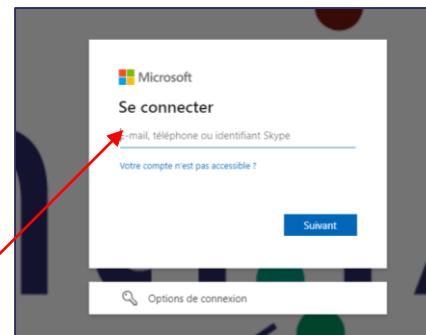 Microsoft
Se connecter
E-mail, téléphone ou identifiant Skype
Votre compte n'est pas accessible ?
Suivant
Options de connexion